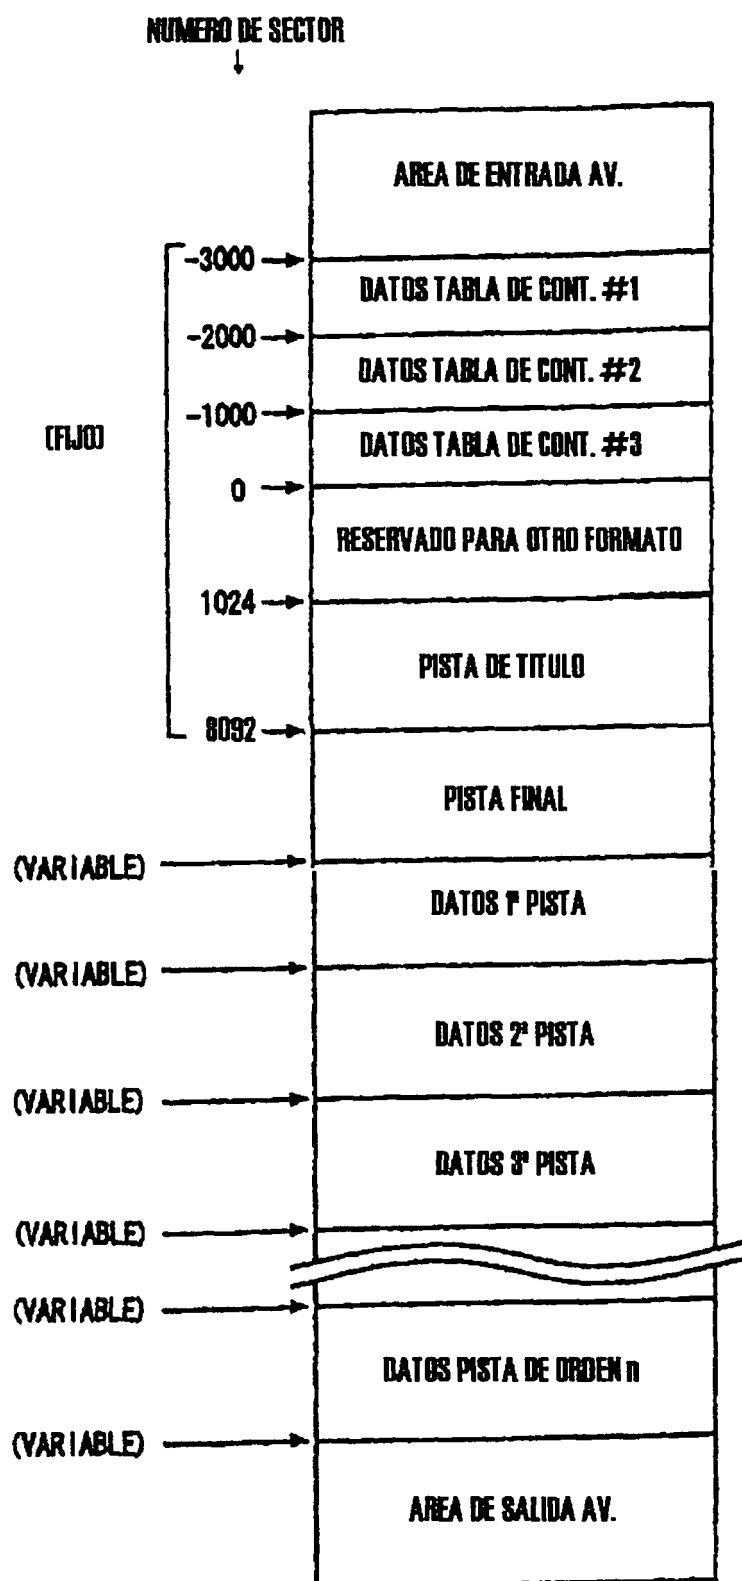 NUMERO DE SECTOR
AREA DE ENTRADA AV.
-3000
DATOS TABLA DE CONT. #1
-2000
DATOS TABLA DE CONT. #2
-1000
(FIJO)
DATOS TABLA DE CONT. #3
0
RESERVADO PARA OTRO FORMATO
1024
PISTA DE TITULO
8092
PISTA FINAL
(VARIABLE)
DATOS 1ª PISTA
(VARIABLE)
DATOS 2ª PISTA
(VARIABLE)
DATOS 3ª PISTA
(VARIABLE)
(VARIABLE)
DATOS PISTA DE ORDEN n
(VARIABLE)
AREA DE SALIDA AV.